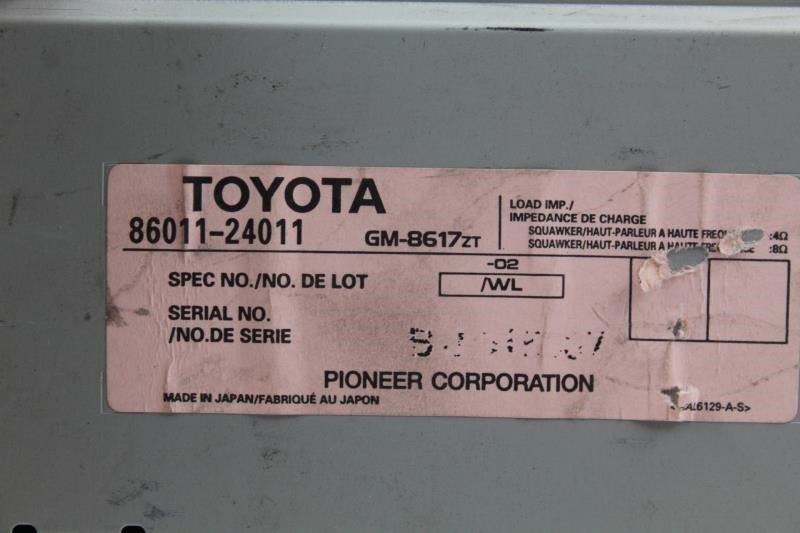 TOYOTA
86011-24011 GM-8617ZT
LOAD IMP./
IMPEDANCE DE CHARGE
SQUAWKER/HAUT-PARLEUR A HAUTE :4Ω
SQUAWKER/HAUT-PARLEUR A HAUTE :8Ω
-02
SPEC NO./NO. DE LOT /WL
SERIAL NO.
/NO.DE SERIE
PIONEER CORPORATION
MADE IN JAPAN/FABRIQUÉ AU JAPON